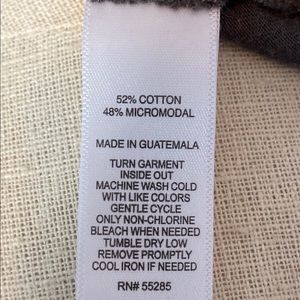 52% COTTON
48% MICROMODAL
MADE IN GUATEMALA
TURN GARMENT
INSIDE OUT
MACHINE WASH COLD
WITH LIKE COLORS
GENTLE CYCLE
ONLY NON-CHLORINE
BLEACH WHEN NEEDED
TUMBLE DRY LOW
REMOVE PROMPTLY
COOL IRON IF NEEDED
RN# 55285